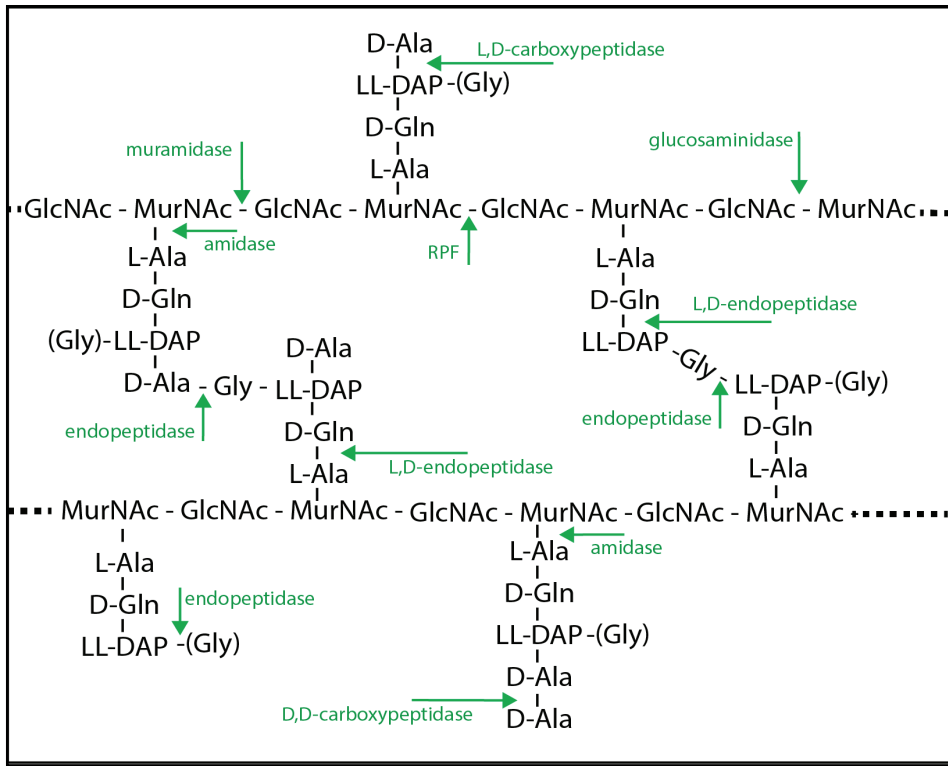 D-Ala
L,D-carboxypeptidase
LL-DAP-(Gly)
D-Gln
muramidase
glucosaminidase
L-Ala
GlcNAc - MurNAc - GlcNAc - MurNAc - GlcNAc - MurNAc - GlcNAc - MurNAc
amidase
RPF
L-Ala
L-Ala
D-Gln
D-Gln
L,D-endopeptidase
(Gly)-LL-DAP
D-Ala
LL-DAP
-Gly-
D-Ala - Gly - LL-DAP
LL-DAP-(Gly)
endopeptidase
D-Gln
endopeptidase
D-Gln
L,D-endopeptidase
L-Ala
L-Ala
MurNAc - GlcNAc - MurNAc - GlcNAc - MurNAc - GlcNAc - MurNAc
L-Ala
amidase
L-Ala
D-Gln
endopeptidase
D-Gln
LL-DAP -(Gly)
LL-DAP-(Gly)
D-Ala
D,D-carboxypeptidase
D-Ala